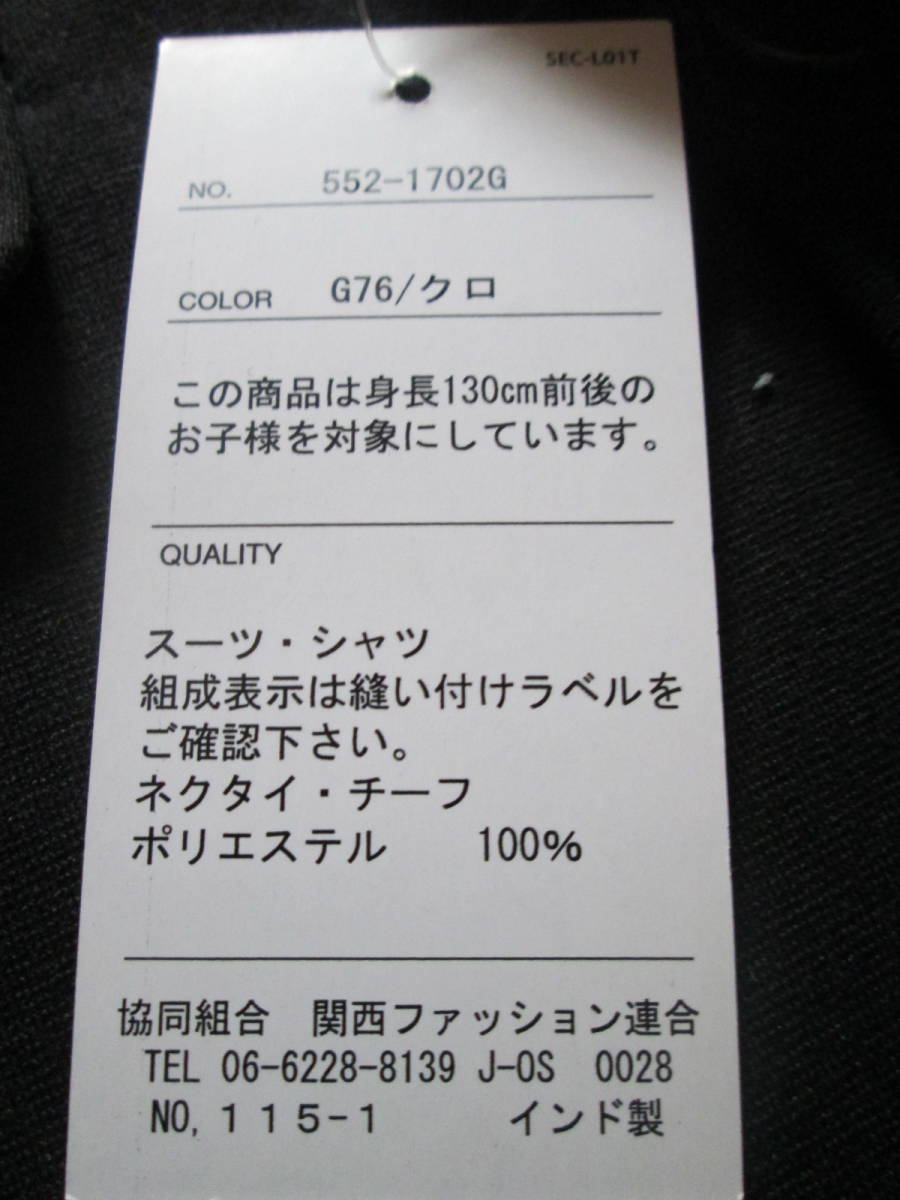 SEC-L01T
NO. 552-1702G
COLOR G76/クロ
この商品は身長130cm前後の
お子様を対象にしています。
QUALITY
スーツ・シャツ
組成表示は縫い付けラベルを
ご確認下さい。
ネクタイ・チーフ
ポリエステル 100%
協同組合 関西ファッション連合
TEL 06-6228-8139 J-OS 0028
NO,115-1 インド製